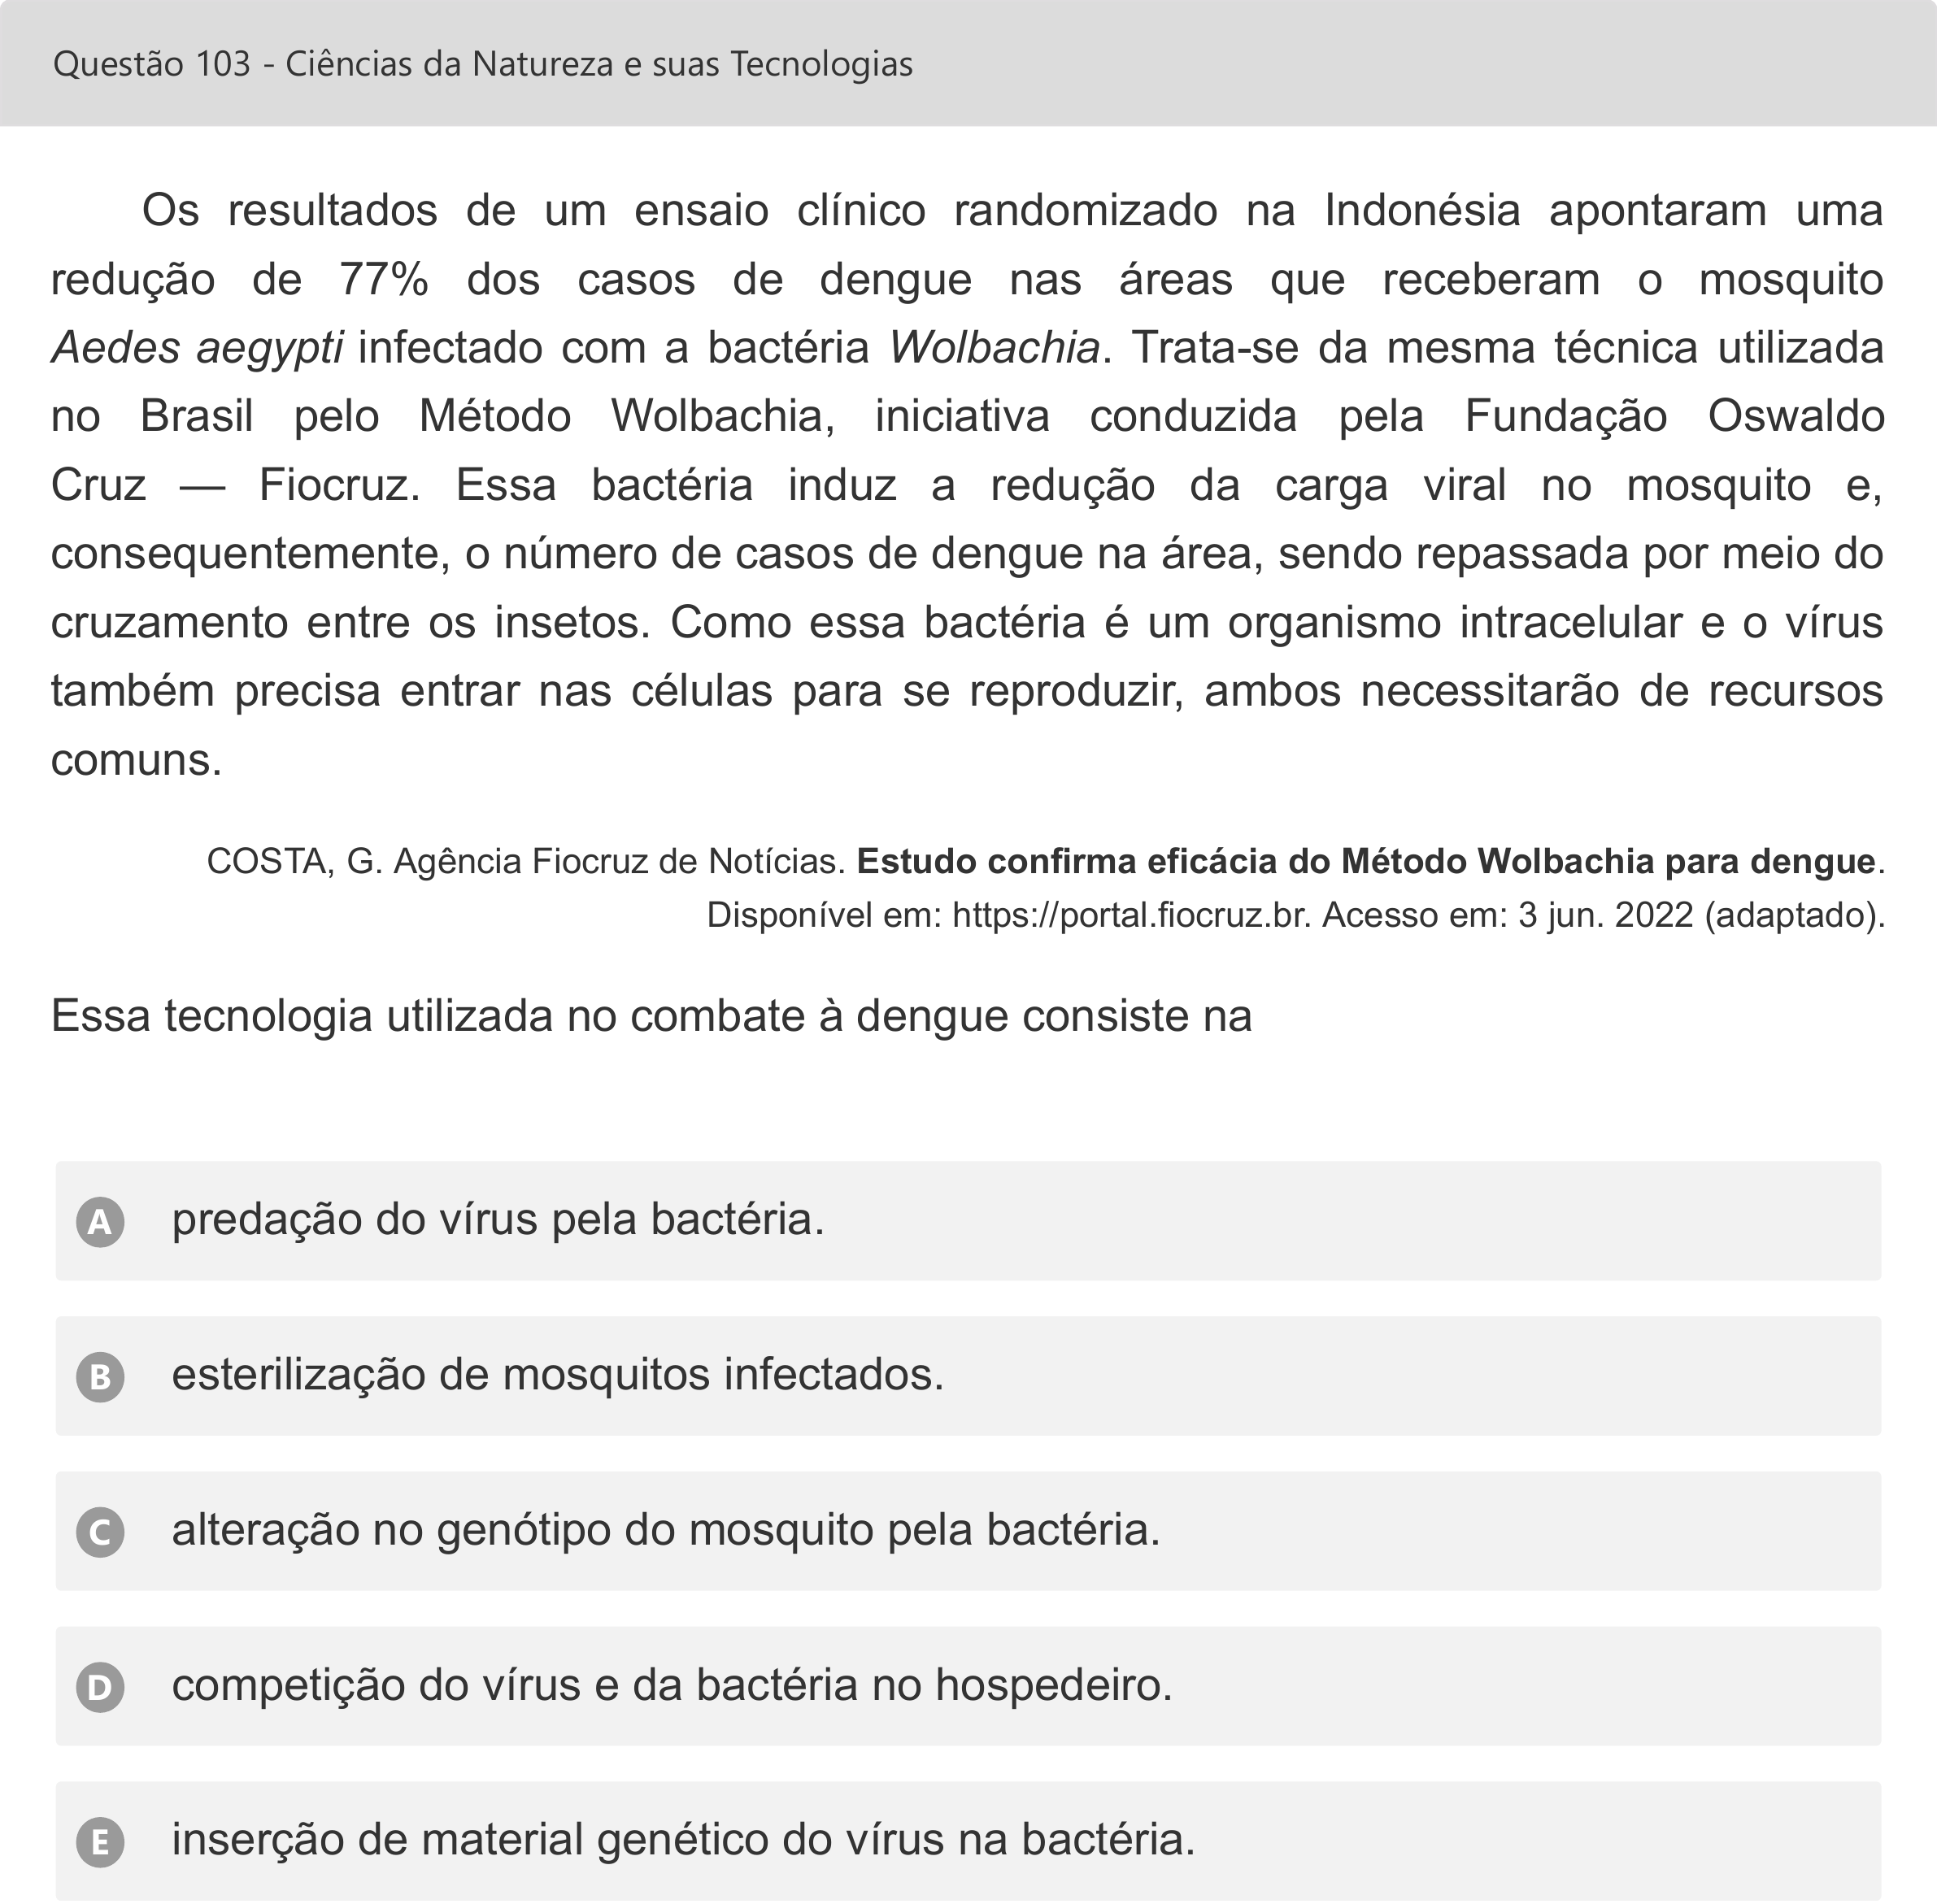 Questão 103 - Ciências da Natureza e suas Tecnologias
Os resultados de um ensaio clínico randomizado na Indonésia apontaram uma
redução de 77% dos casos de dengue nas áreas que receberam o mosquito
Aedes aegypti infectado com a bactéria Wolbachia. Trata-se da mesma técnica utilizada
no Brasil pelo Método Wolbachia, iniciativa conduzida pela Fundação Oswaldo
Cruz — Fiocruz. Essa bactéria induz a redução da carga viral no mosquito e,
consequentemente, o número de casos de dengue na área, sendo repassada por meio do
cruzamento entre os insetos. Como essa bactéria é um organismo intracelular e o vírus
também precisa entrar nas células para se reproduzir, ambos necessitarão de recursos
comuns.
COSTA, G. Agência Fiocruz de Notícias. Estudo confirma eficácia do Método Wolbachia para dengue.
Disponível em: https://portal.fiocruz.br. Acesso em: 3 jun. 2022 (adaptado).
Essa tecnologia utilizada no combate à dengue consiste na
A predação do vírus pela bactéria.
B esterilização de mosquitos infectados.
C alteração no genótipo do mosquito pela bactéria.
D competição do vírus e da bactéria no hospedeiro.
E inserção de material genético do vírus na bactéria.